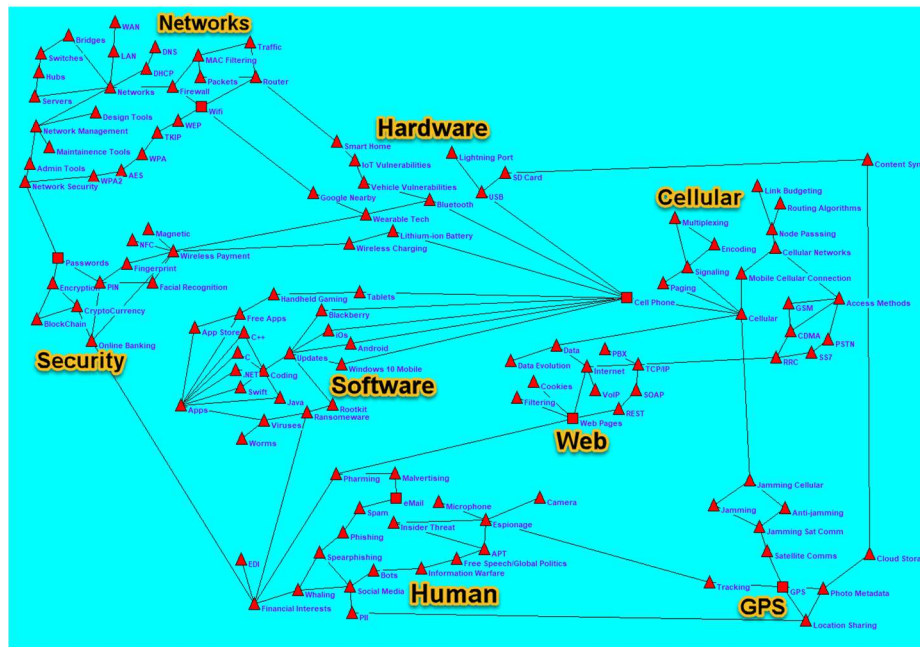 WAN
Networks
Bridges
Traffic
Switches
LAN
DNS
MAC Filtering
Hubs
DHCP
Packets
Router
Networks
Firewall
Servers
Wifi
Design Tools
WEP
Hardware
Network Management
TKIP
Smart Home
Lightning Port
Maintainence Tools
WPA
IoT Vulnerabilities
Content Syn
Admin Tools
AES
SD Card
Network Security
WPA2
Vehicle Vulnerabilities
Link Budgeting
Google Nearby
Bluetooth
USB
Cellular
Routing Algorithms
Wearable Tech
Multiplexing
Magnetic
Lithium-ion Battery
Node Passsing
NFC
Wireless Payment
Wireless Charging
Encoding
Cellular Networks
Passwords
Fingerprint
Signaling
Mobile Cellular Connection
Encryption
PIN
Facial Recognition
Paging
Handheld Gaming
Tablets
Cell Phone
Access Methods
CryptoCurrency
Free Apps
Blackberry
GSM
Cellular
BlockChain
App Store
C++
iOs
CDMA
PSTN
Online Banking
Updates
Android
Data
PBX
SS7
Security
C
Windows 10 Mobile
Data Evolution
Internet
TCP/IP
RRC
.NET
Coding
Software
Cookies
Swift
VoIP
SOAP
Java
Filtering
Apps
Rootkit
Ransomeware
REST
Viruses
Web Pages
Worms
Web
Pharming
Malvertising
Jamming Cellular
eMail
Microphone
Camera
Spam
Jamming
Anti-jamming
Insider Threat
Espionage
Phishing
Jamming Sat Comm
Spearphishing
APT
Satellite Comms
Cloud Stora
EDI
Free Speech/Global Politics
Bots
Information Warfare
Whaling
Social Media
Human
Tracking
GPS
Photo Metadata
Financial Interests
GPS
PII
Location Sharing